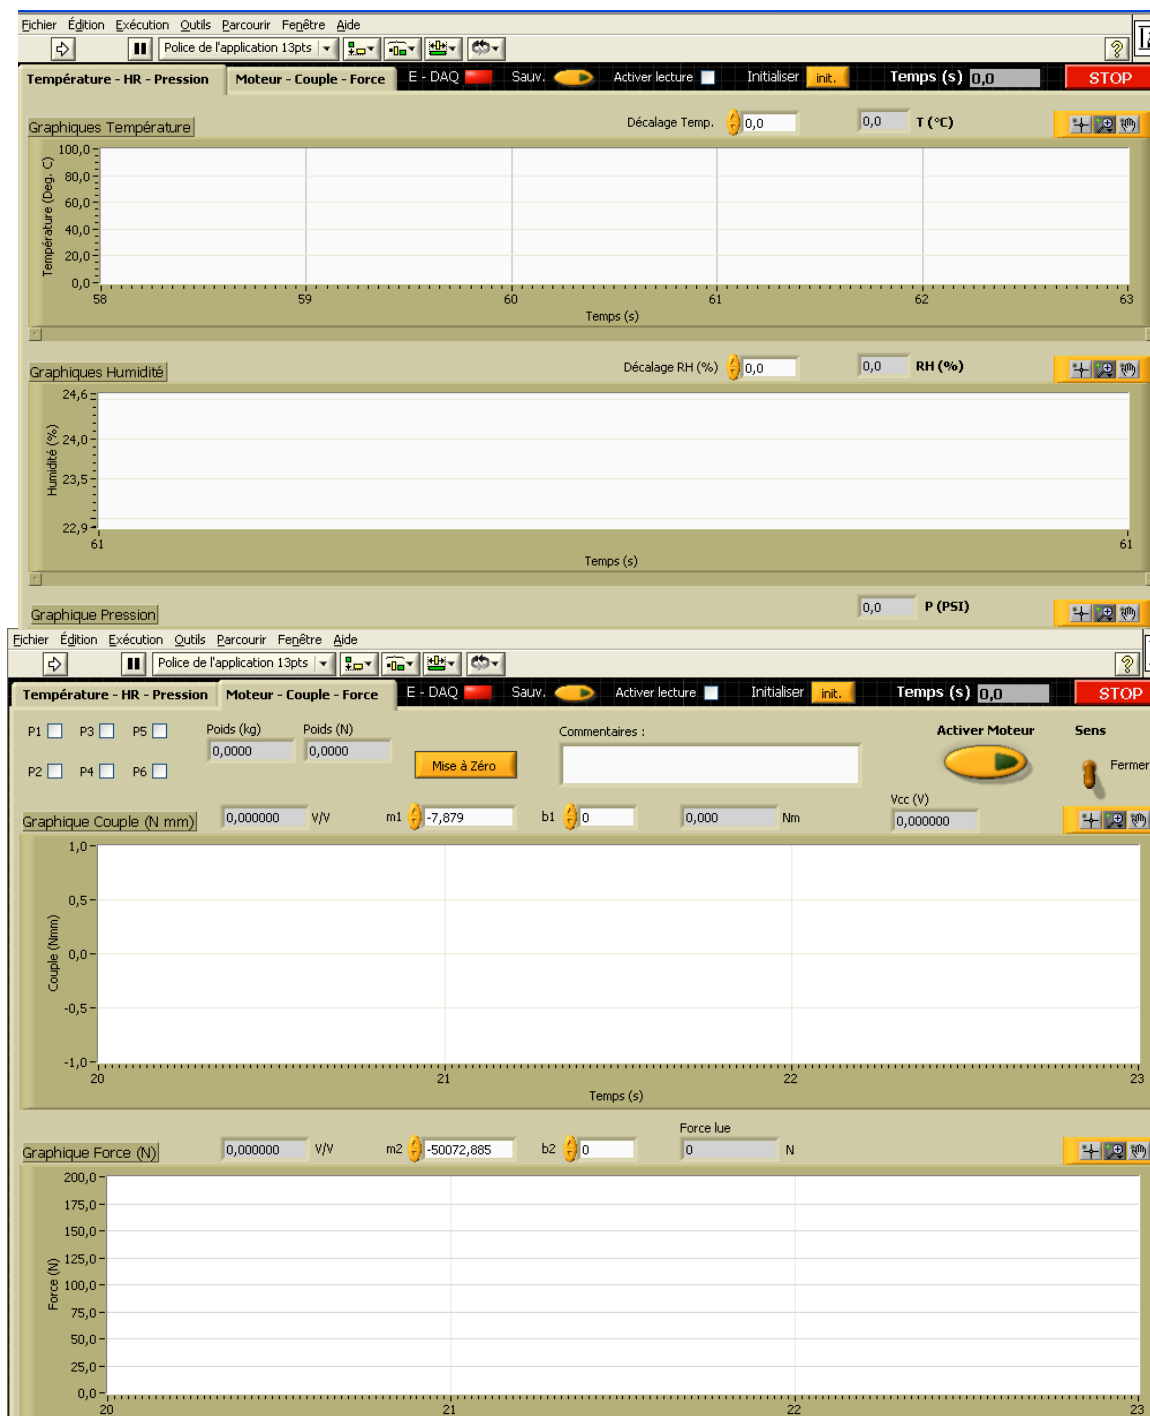 Fichier Édition Exécution Outils Parcourir Fenêtre Aide
Police de l'application 13pts
Température - HR - Pression Moteur - Couple - Force E - DAQ Sauv. Activer lecture Initialiser init. Temps (s) 0,0 STOP
Graphiques Température Décalage Temp. 0,0 0,0 T (°C)
100,0
80,0
60,0
40,0
20,0
0,0
Température (Deg. C)
58 59 60 61 62 63
Temps (s)
Graphiques Humidité Décalage RH (%) 0,0 0,0 RH (%)
24,6
24,0
23,5
22,9
Humidité (%)
61 61
Temps (s)
Graphique Pression 0,0 P (PSI)
Fichier Édition Exécution Outils Parcourir Fenêtre Aide
Police de l'application 13pts
Température - HR - Pression Moteur - Couple - Force E - DAQ Sauv. Activer lecture Initialiser init. Temps (s) 0,0 STOP
P1 P3 P5 Poids (kg) Poids (N) Commentaires : Activer Moteur Sens
0,0000 0,0000
P2 P4 P6 Mise à Zéro Fermer
Vcc (V)
Graphique Couple (N mm) 0,000000 V/V m1 -7,879 b1 0 0,000 Nm 0,000000
1,0
0,5
0,0
-0,5
-1,0
Couple (Nmm)
20 21 22 23
Temps (s)
Force lue
Graphique Force (N) 0,000000 V/V m2 -50072,885 b2 0 0 N
200,0
175,0
150,0
125,0
100,0
75,0
50,0
25,0
0,0
Force (N)
20 21 22 23